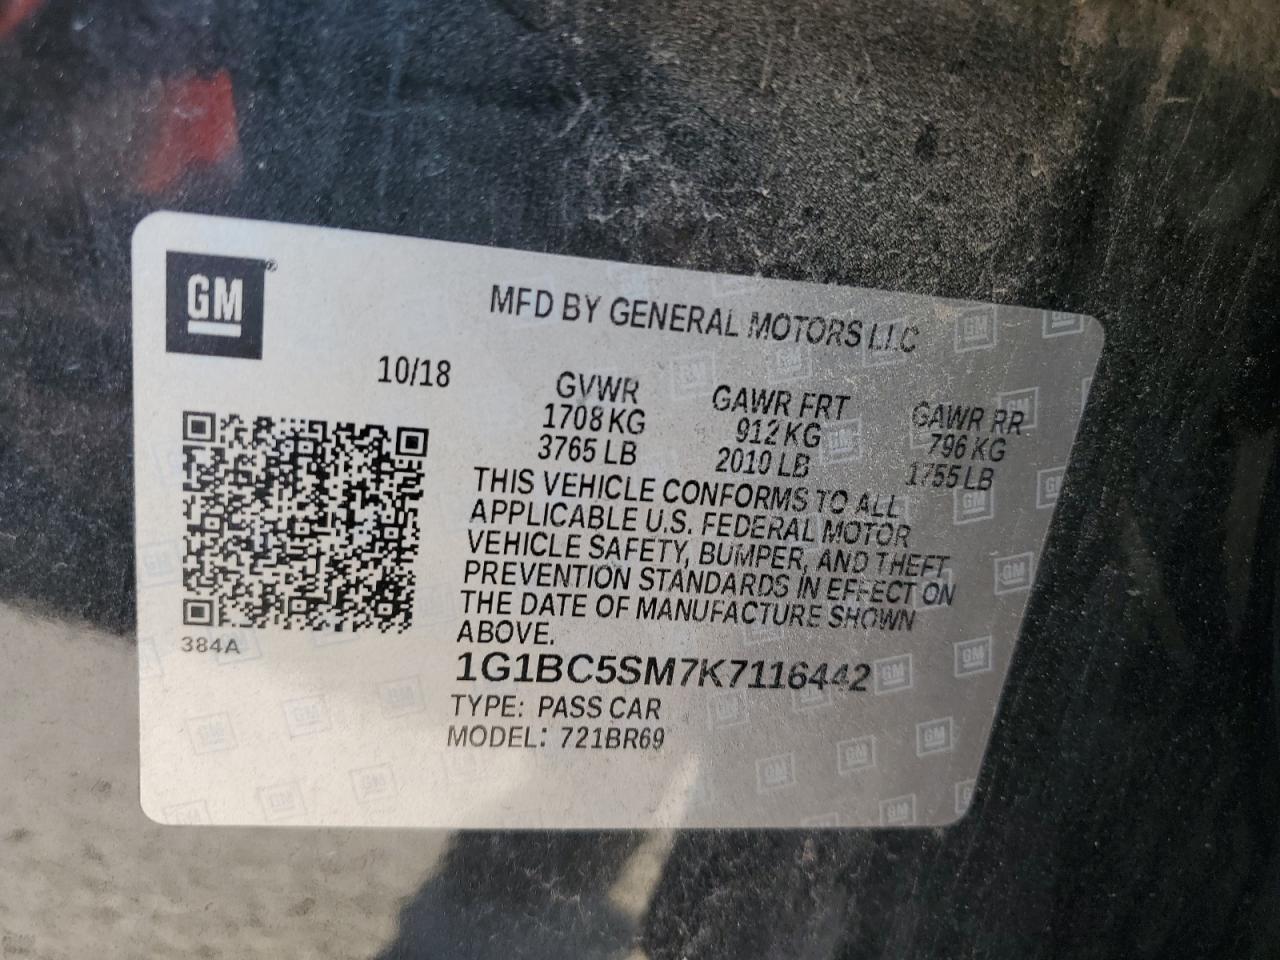 GM
MFD BY GENERAL MOTORS LLC
10/18
GVWR GAWR FRT GAWR RR
1708 KG 912 KG 796 KG
3765 LB 2010 LB 1755 LB
THIS VEHICLE CONFORMS TO ALL
APPLICABLE U.S. FEDERAL MOTOR
VEHICLE SAFETY, BUMPER, AND THEFT
PREVENTION STANDARDS IN EFFECT ON
THE DATE OF MANUFACTURE SHOWN
ABOVE.
384A
1G1BC5SM7K7116442
TYPE: PASS CAR
MODEL: 721BR69